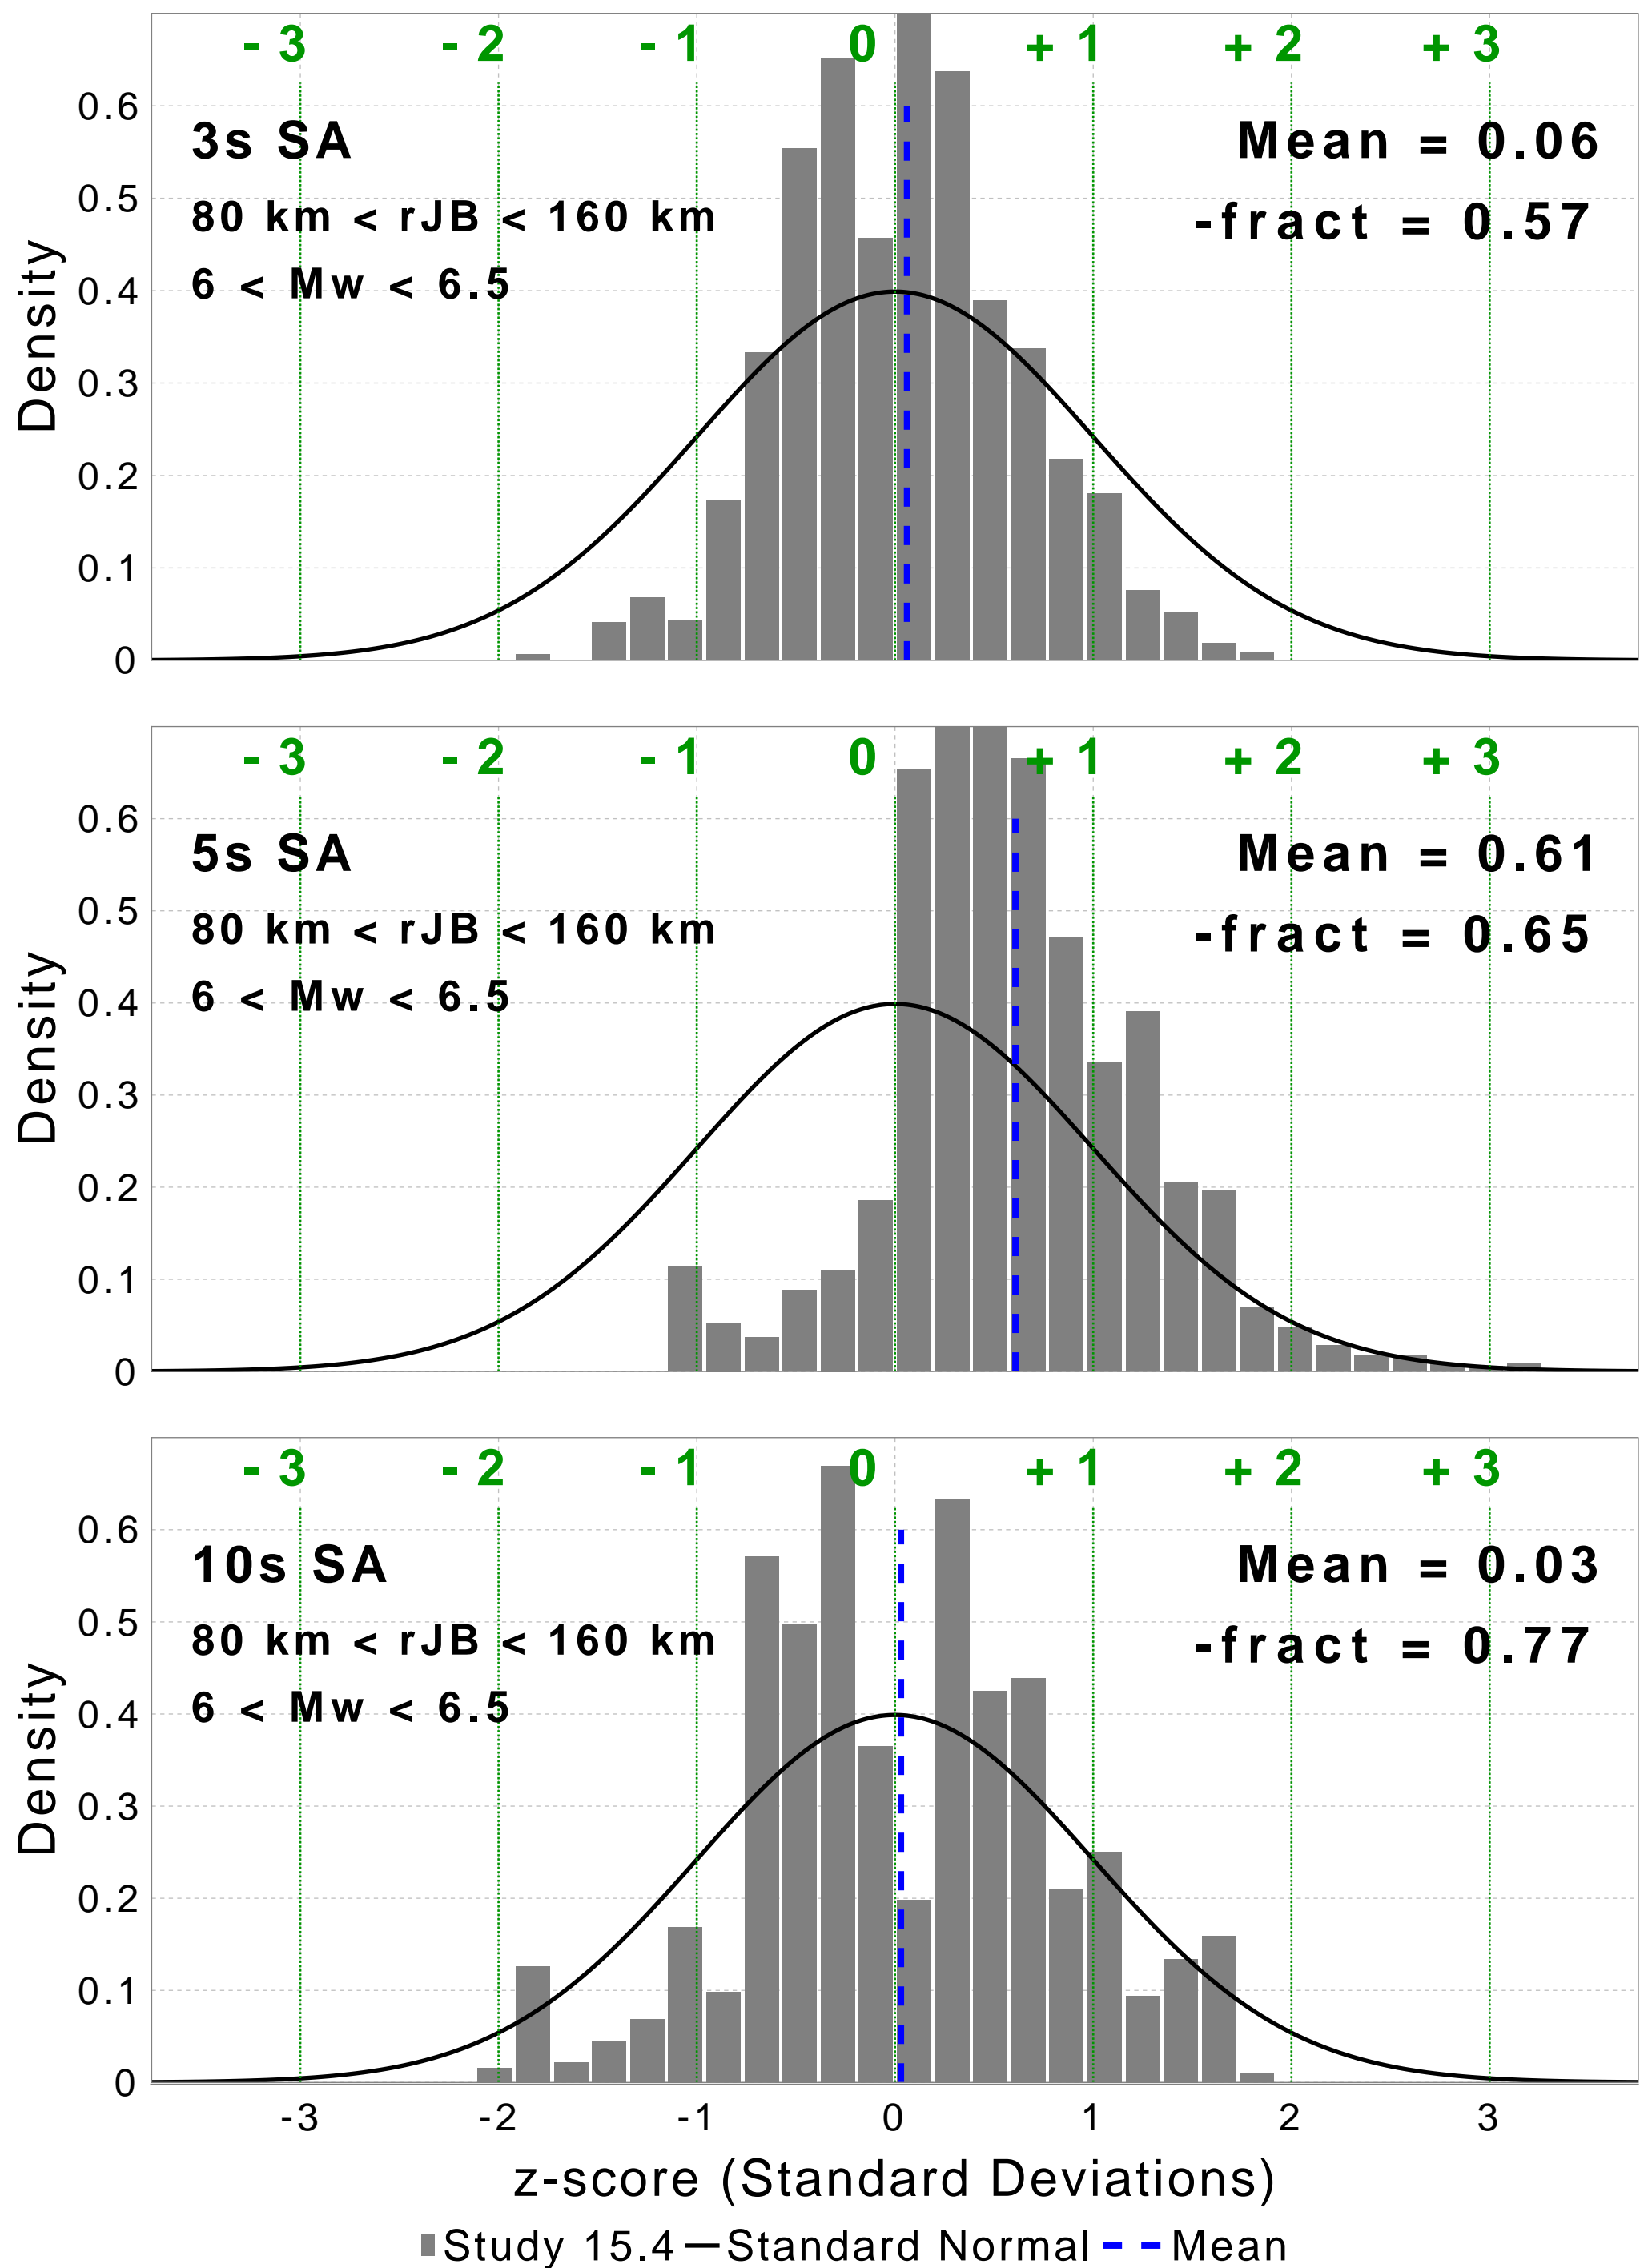 - 3 - 2 - 1 0 + 1 + 2 + 3
0.6
3s SA Mean = 0.06
0.5
80 km < rJB < 160 km -fract = 0.57
6 < Mw < 6.5
0.4
Density
0.3
0.2
0.1
0
- 3 - 2 - 1 0 + 1 + 2 + 3
0.6
5s SA Mean = 0.61
0.5
80 km < rJB < 160 km -fract = 0.65
6 < Mw < 6.5
0.4
Density
0.3
0.2
0.1
0
- 3 - 2 - 1 0 + 1 + 2 + 3
0.6
10s SA Mean = 0.03
0.5
80 km < rJB < 160 km -fract = 0.77
6 < Mw < 6.5
0.4
Density
0.3
0.2
0.1
0
-3 -2 -1 0 1 2 3
z-score (Standard Deviations)
Study 15.4 Standard Normal Mean